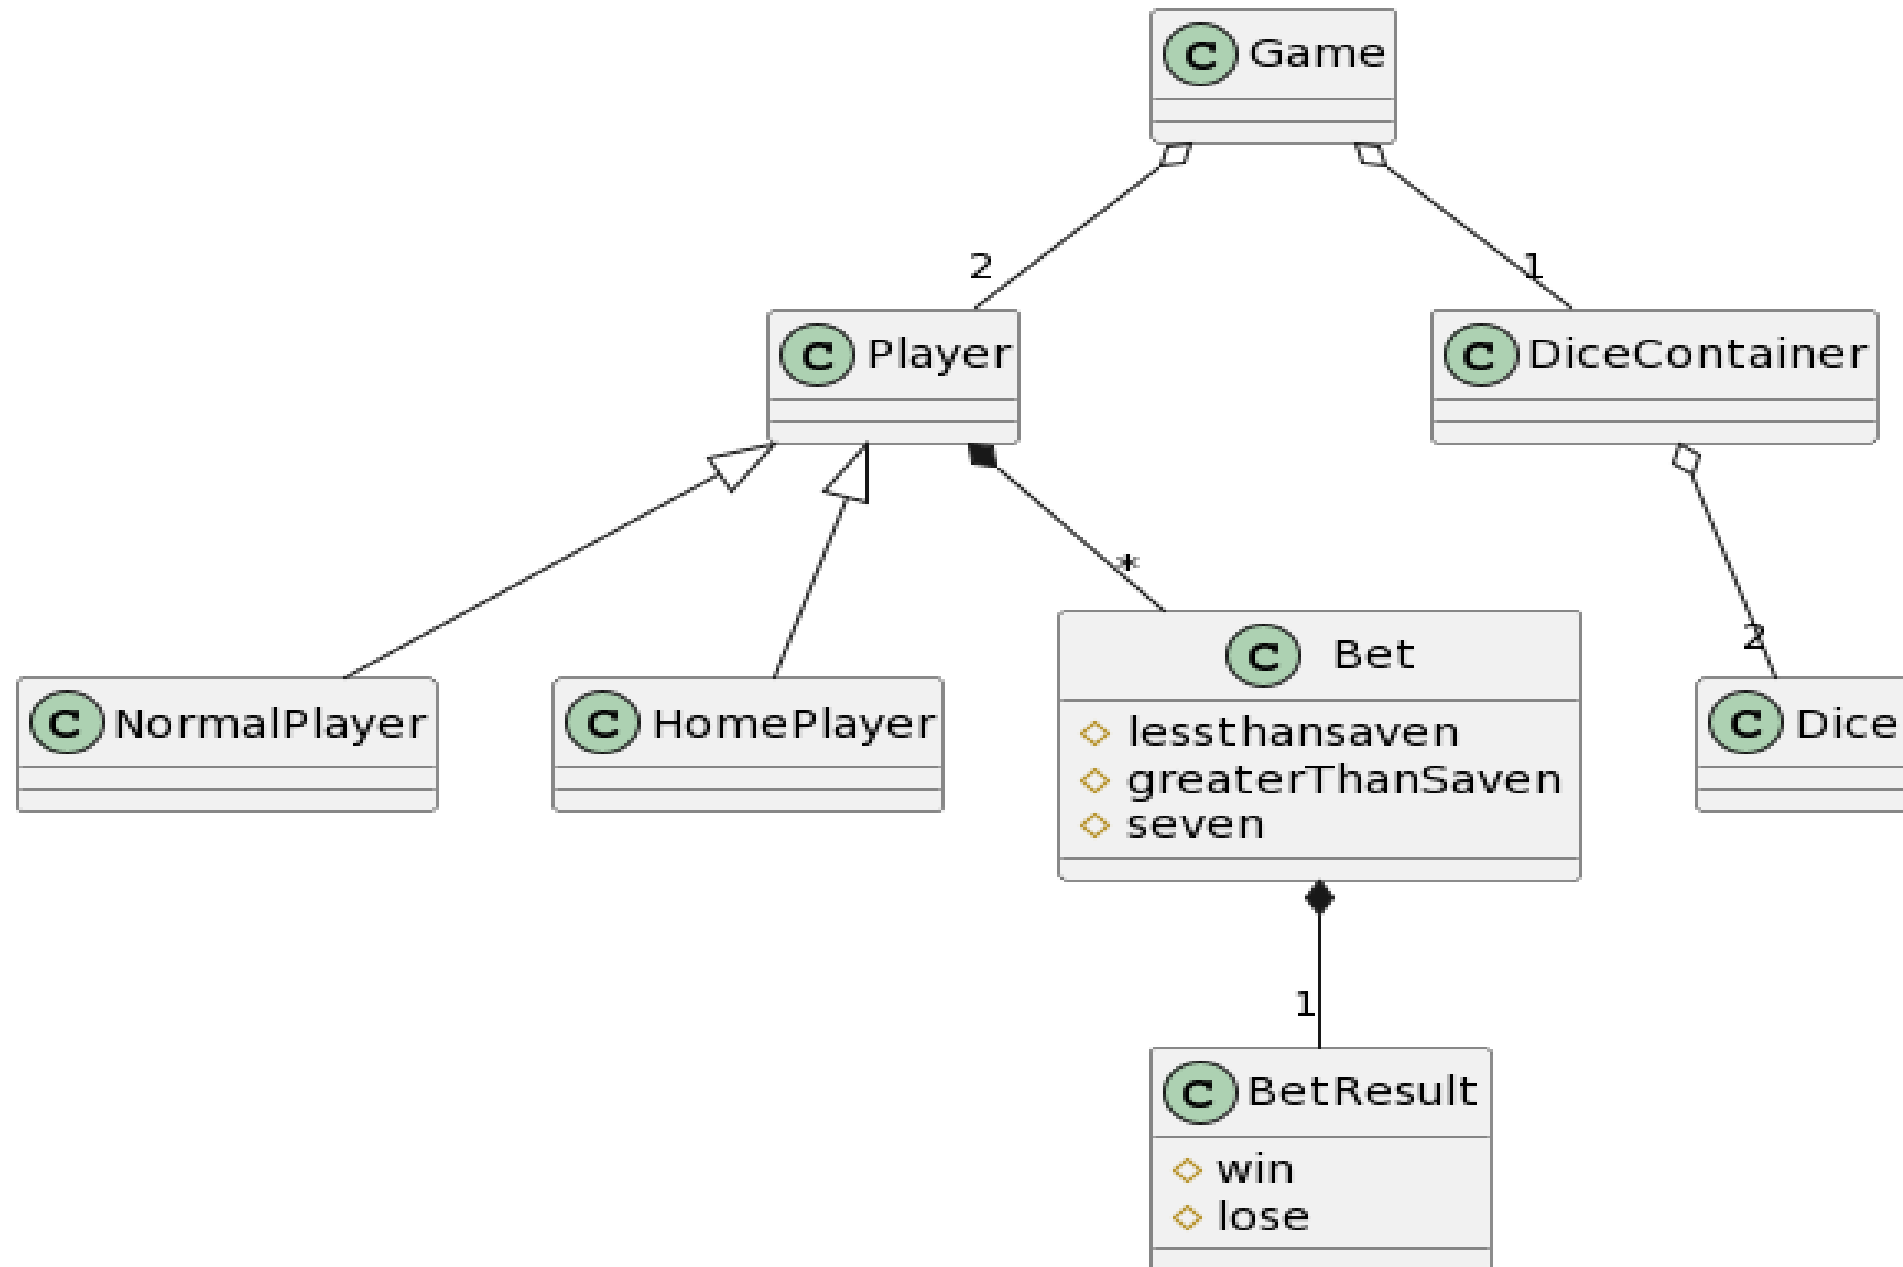 C Game
2
1
C Player
C DiceContainer
*
2
C NormalPlayer
C HomePlayer
C Bet
lessthansaven
greaterThanSaven
seven
C Dice
1
C BetResult
win
lose